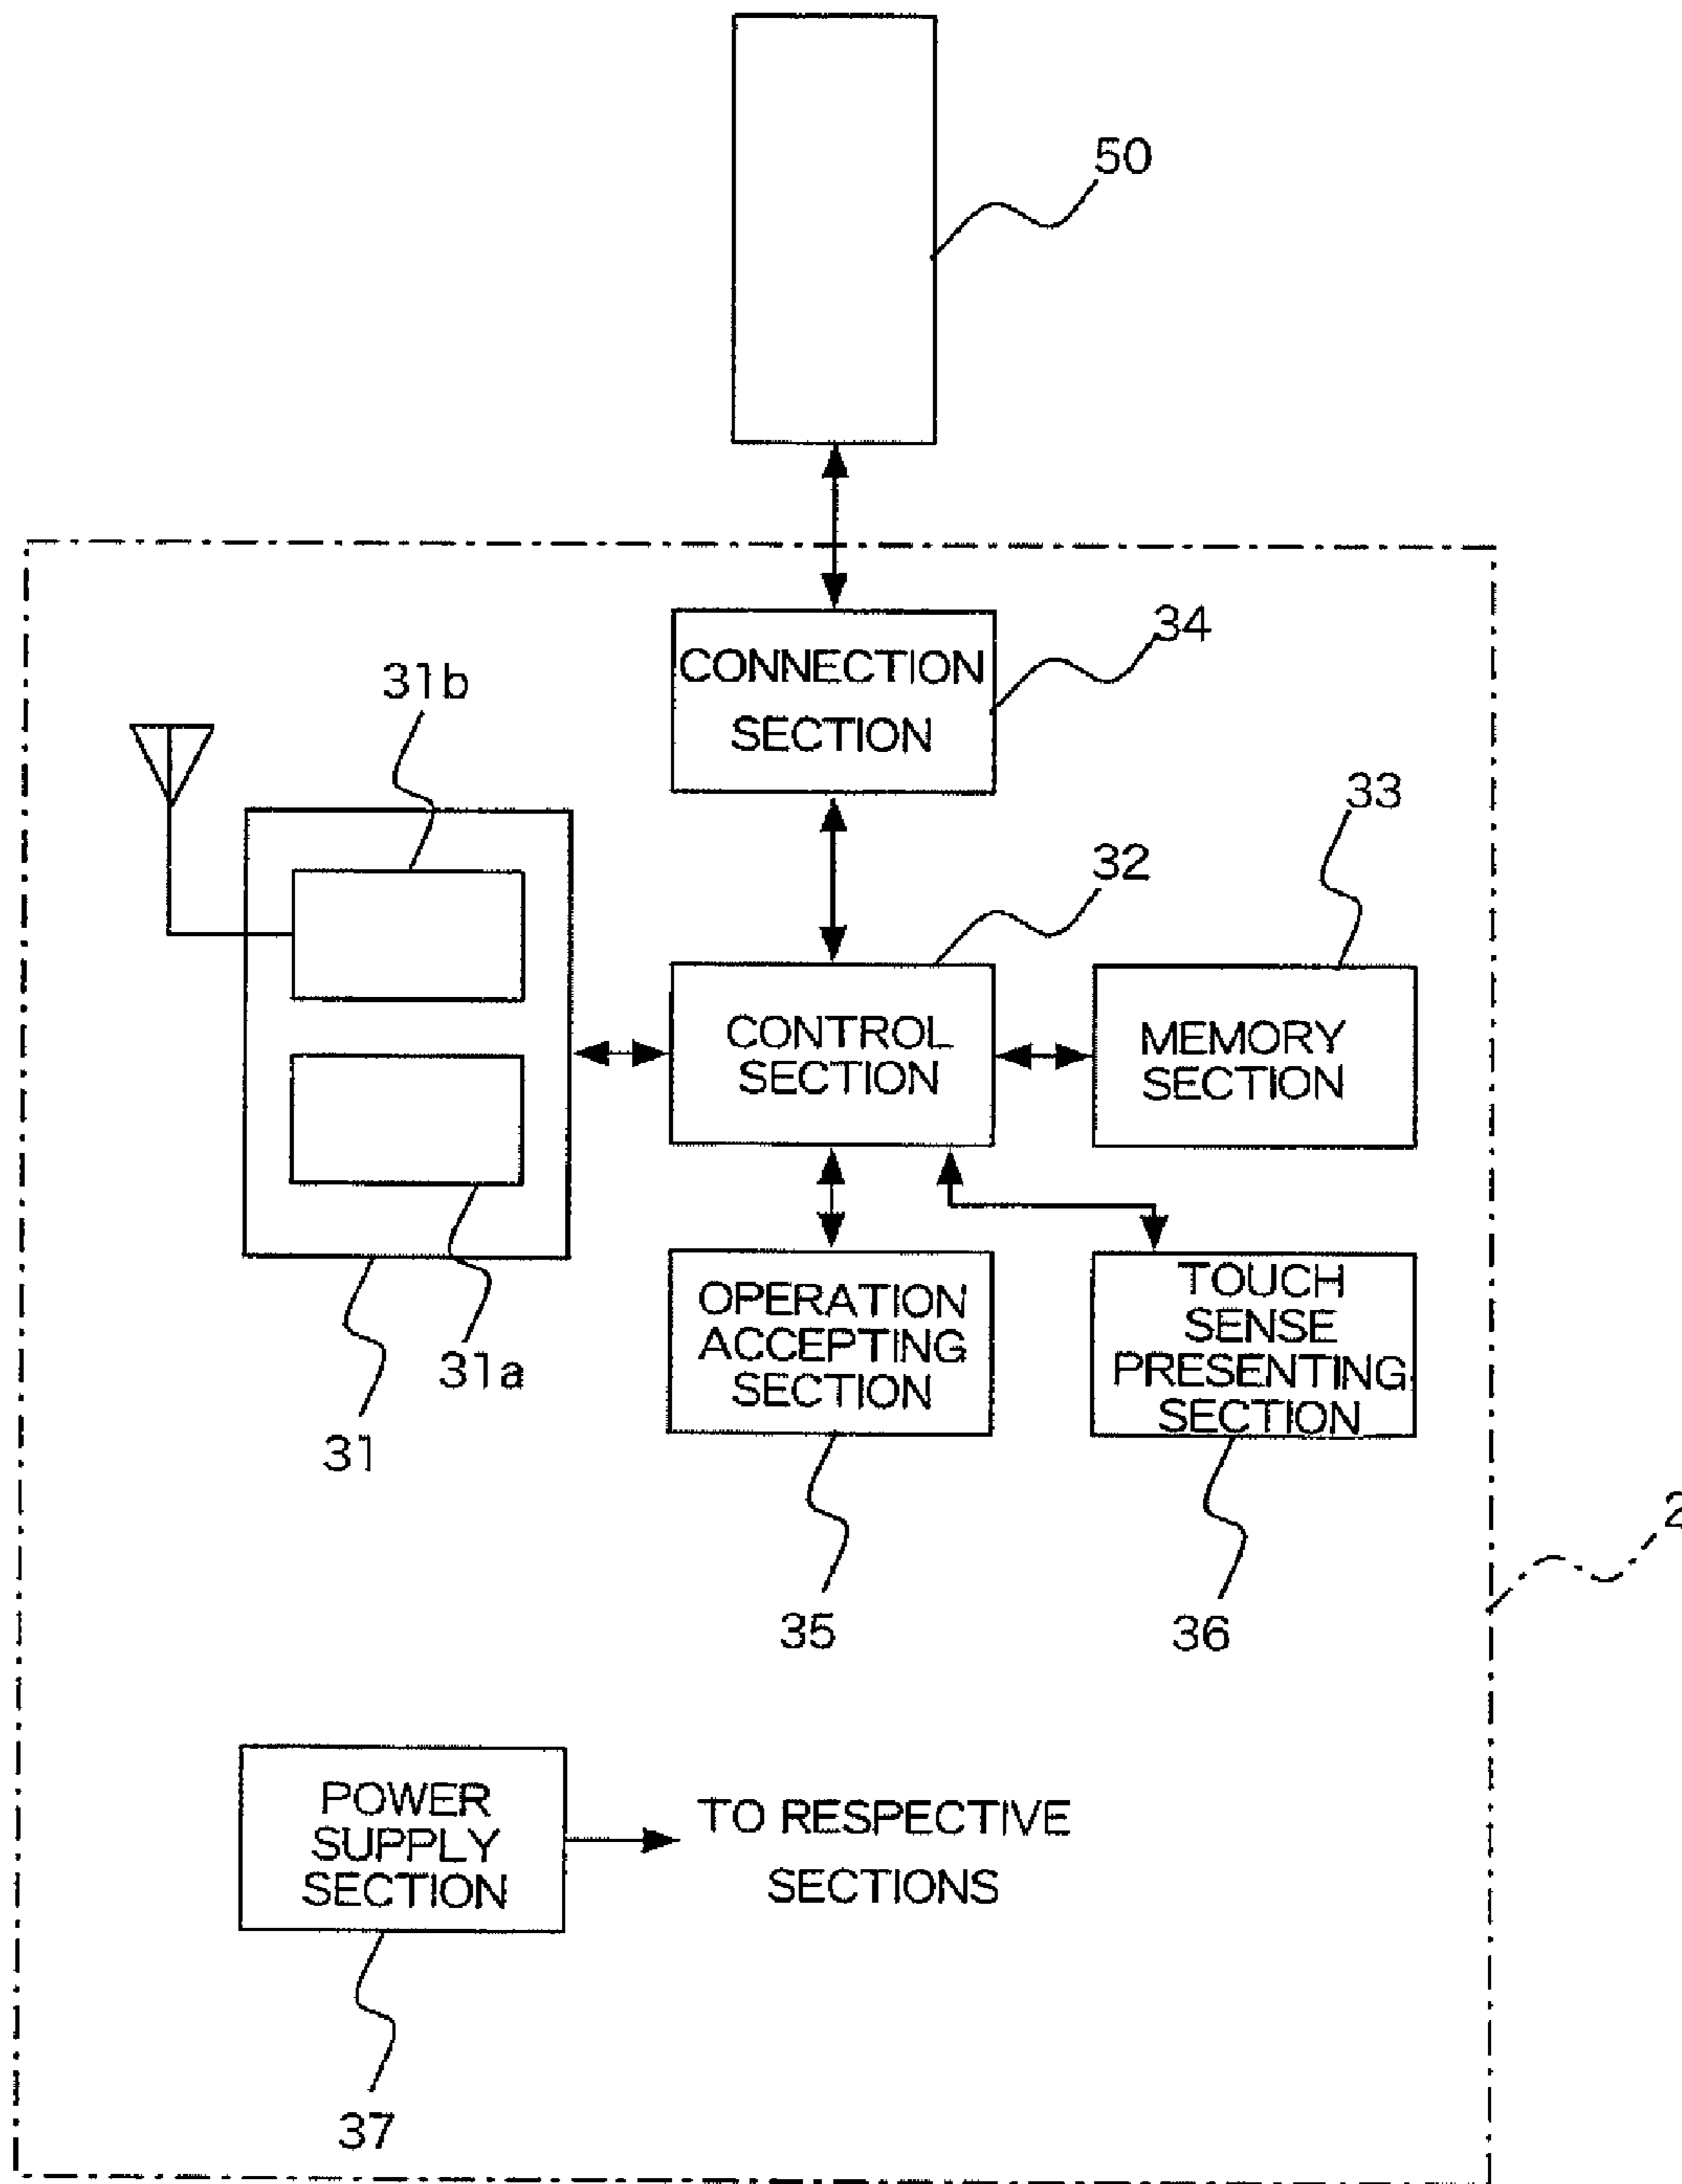 50
34
CONNECTION
SECTION
31b
33
32
CONTROL
SECTION
MEMORY
SECTION
OPERATION
ACCEPTING
SECTION
TOUCH
SENSE
PRESENTING
SECTION
31a
31
2
35
36
POWER
SUPPLY
SECTION
TO RESPECTIVE
SECTIONS
37